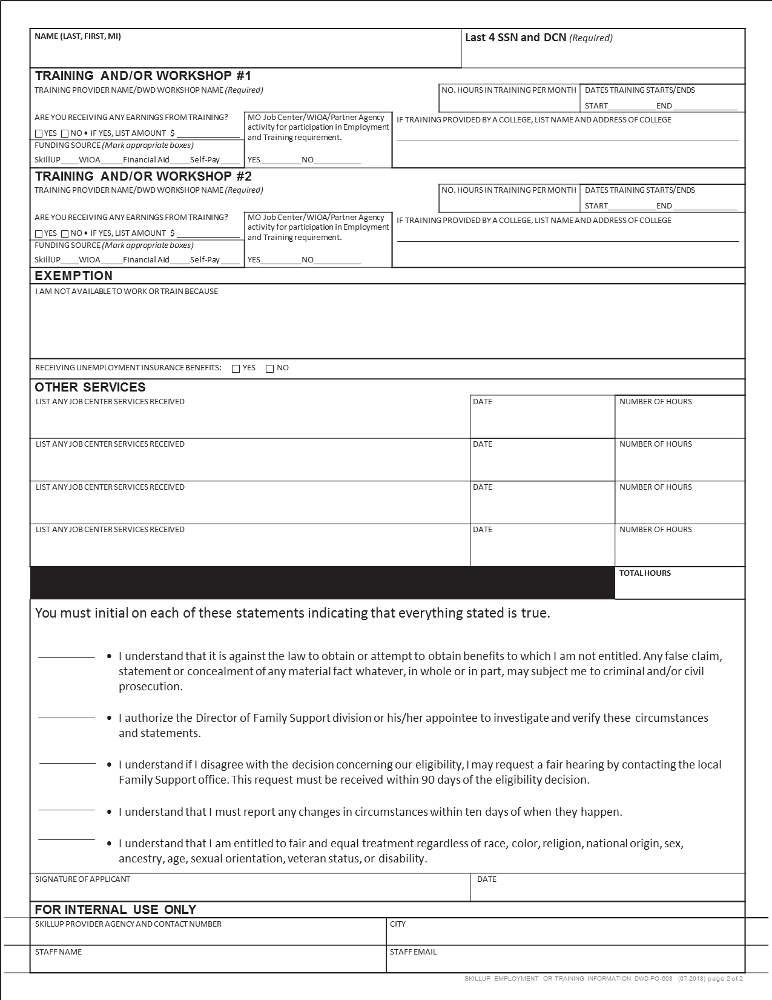 NAME (LAST, FIRST, MI)
Last 4 SSN and DCN (Required)
TRAINING AND/OR WORKSHOP #1
TRAINING PROVIDER NAME/DWD WORKSHOP NAME (Required)
NO. HOURS IN TRAINING PER MONTH
DATES TRAINING STARTS/ENDS
START___________END_______________
ARE YOU RECEIVING ANY EARNINGS FROM TRAINING?
☐ YES ☐ NO • IF YES, LIST AMOUNT $ ______________
MO Job Center/WIOA/Partner Agency
activity for participation in Employment
and Training requirement.
YES_________NO___________
IF TRAINING PROVIDED BY A COLLEGE, LIST NAME AND ADDRESS OF COLLEGE
FUNDING SOURCE (Mark appropriate boxes)
SkillUP____WIOA_____Financial Aid_____Self-Pay ____
TRAINING AND/OR WORKSHOP #2
TRAINING PROVIDER NAME/DWD WORKSHOP NAME (Required)
NO. HOURS IN TRAINING PER MONTH
DATES TRAINING STARTS/ENDS
START___________END_______________
ARE YOU RECEIVING ANY EARNINGS FROM TRAINING?
☐ YES ☐ NO • IF YES, LIST AMOUNT $ ______________
MO Job Center/WIOA/Partner Agency
activity for participation in Employment
and Training requirement.
YES_________NO___________
IF TRAINING PROVIDED BY A COLLEGE, LIST NAME AND ADDRESS OF COLLEGE
FUNDING SOURCE (Mark appropriate boxes)
SkillUP____WIOA_____Financial Aid_____Self-Pay ____
EXEMPTION
I AM NOT AVAILABLE TO WORK OR TRAIN BECAUSE
RECEIVING UNEMPLOYMENT INSURANCE BENEFITS: ☐ YES ☐ NO
OTHER SERVICES
LIST ANY JOB CENTER SERVICES RECEIVED
DATE
NUMBER OF HOURS
LIST ANY JOB CENTER SERVICES RECEIVED
DATE
NUMBER OF HOURS
LIST ANY JOB CENTER SERVICES RECEIVED
DATE
NUMBER OF HOURS
LIST ANY JOB CENTER SERVICES RECEIVED
DATE
NUMBER OF HOURS
TOTAL HOURS
You must initial on each of these statements indicating that everything stated is true.
• I understand that it is against the law to obtain or attempt to obtain benefits to which I am not entitled. Any false claim,
statement or concealment of any material fact whatever, in whole or in part, may subject me to criminal and/or civil
prosecution.
• I authorize the Director of Family Support division or his/her appointee to investigate and verify these circumstances
and statements.
• I understand if I disagree with the decision concerning our eligibility, I may request a fair hearing by contacting the local
Family Support office. This request must be received within 90 days of the eligibility decision.
• I understand that I must report any changes in circumstances within ten days of when they happen.
• I understand that I am entitled to fair and equal treatment regardless of race, color, religion, national origin, sex,
ancestry, age, sexual orientation, veteran status, or disability.
SIGNATURE OF APPLICANT
DATE
FOR INTERNAL USE ONLY
SKILLUP PROVIDER AGENCY AND CONTACT NUMBER
CITY
STAFF NAME
STAFF EMAIL
SKILLUP EMPLOYMENT OR TRAINING INFORMATION DWD-PO-608 (07-2018) page 2 of 2